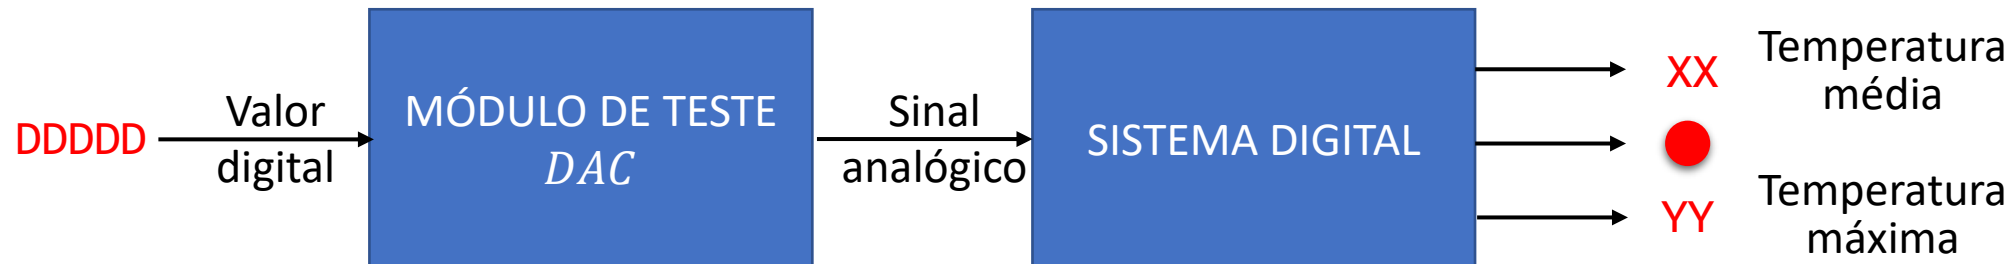 DDDDD
Valor
digital
MÓDULO DE TESTE
DAC
Sinal
analógico
SISTEMA DIGITAL
XX
Temperatura
média
YY
Temperatura
máxima